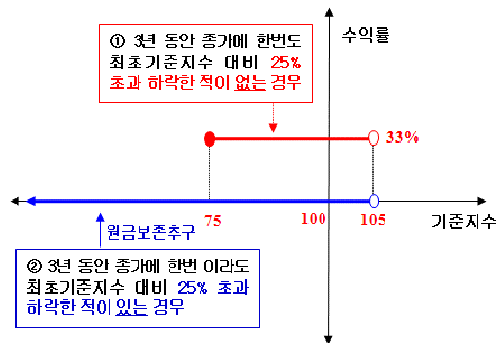 ① 3년 동안 종가에 한번도
최초기준지수 대비 25%
초과 하락한 적이 없는 경우
수익률
33%
75
100
105
기준지수
원금보존추구
② 3년 동안 종가에 한번 이라도
최초기준지수 대비 25% 초과
하락한 적이 있는 경우